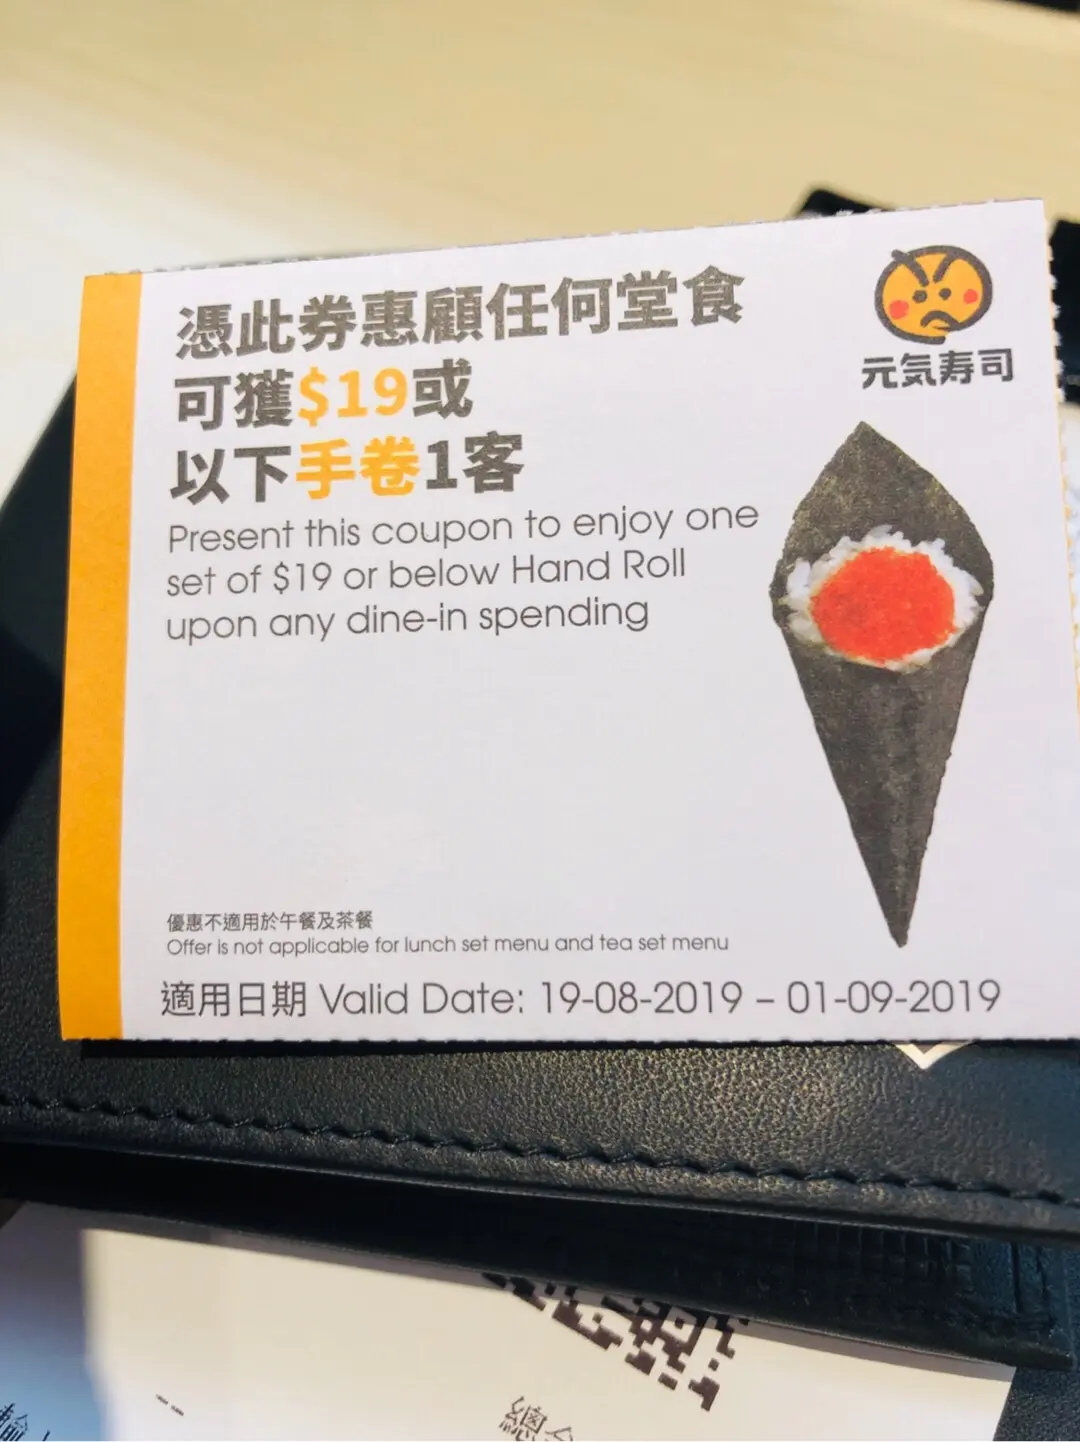 憑此券惠顧任何堂食
可獲$19或
以下手卷1客
Present this coupon to enjoy one
set of $19 or below Hand Roll
upon any dine-in spending
元気寿司
優惠不適用於午餐及茶餐
Offer is not applicable for lunch set menu and tea set menu
適用日期 Valid Date: 19-08-2019 – 01-09-2019
總